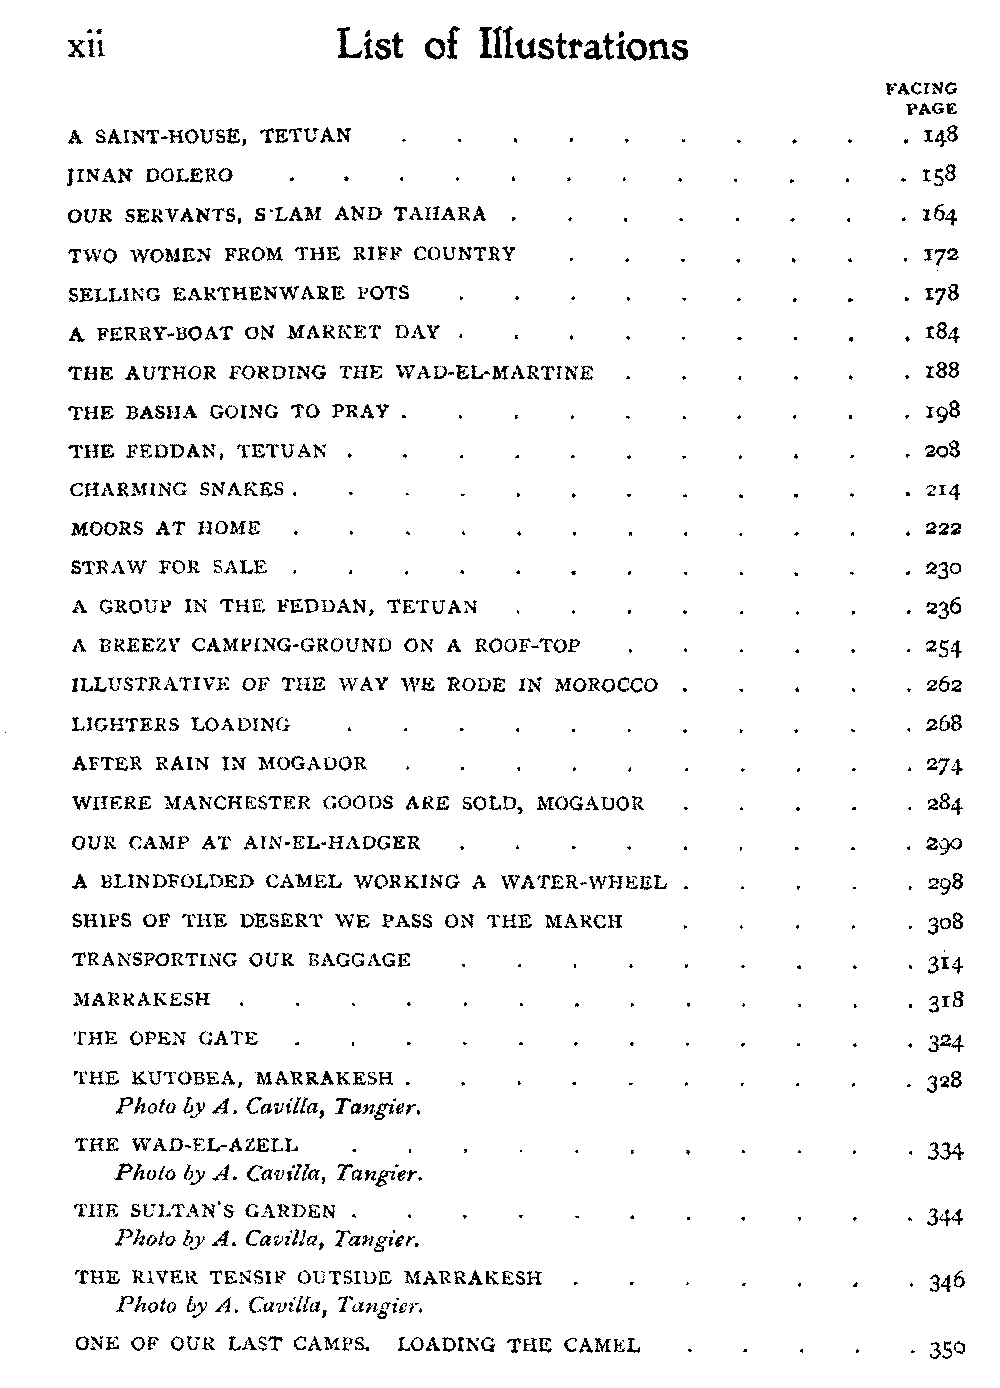 xii List of Illustrations
FACING
PAGE
A SAINT-HOUSE, TETUAN . . . . . . . . . . 148
JINAN DOLERO . . . . . . . . . . . . 158
OUR SERVANTS, S'LAM AND TAHARA . . . . . . . . 164
TWO WOMEN FROM THE RIFF COUNTRY . . . . . . . 172
SELLING EARTHENWARE POTS . . . . . . . . . 178
A FERRY-BOAT ON MARKET DAY . . . . . . . . . 184
THE AUTHOR FORDING THE WAD-EL-MARTINE . . . . . . 188
THE BASHA GOING TO PRAY . . . . . . . . . . 198
THE FEDDAN, TETUAN . . . . . . . . . . . 208
CHARMING SNAKES . . . . . . . . . . . . 214
MOORS AT HOME . . . . . . . . . . . . 222
STRAW FOR SALE . . . . . . . . . . . . 230
A GROUP IN THE FEDDAN, TETUAN . . . . . . . . 236
A BREEZY CAMPING-GROUND ON A ROOF-TOP . . . . . . 254
ILLUSTRATIVE OF THE WAY WE RODE IN MOROCCO . . . . . 262
LIGHTERS LOADING . . . . . . . . . . . 268
AFTER RAIN IN MOGADOR . . . . . . . . . . 274
WHERE MANCHESTER GOODS ARE SOLD, MOGADOR . . . . . 284
OUR CAMP AT AIN-EL-HADGER . . . . . . . . . 290
A BLINDFOLDED CAMEL WORKING A WATER-WHEEL . . . . . 298
SHIPS OF THE DESERT WE PASS ON THE MARCH . . . . . 308
TRANSPORTING OUR BAGGAGE . . . . . . . . . 314
MARRAKESH . . . . . . . . . . . . . 318
THE OPEN GATE . . . . . . . . . . . . 324
THE KUTOBEA, MARRAKESH . . . . . . . . . . 328
Photo by A. Cavilla, Tangier.
THE WAD-EL-AZELL . . . . . . . . . . . 334
Photo by A. Cavilla, Tangier.
THE SULTAN'S GARDEN . . . . . . . . . . . 344
Photo by A. Cavilla, Tangier.
THE RIVER TENSIF OUTSIDE MARRAKESH . . . . . . . 346
Photo by A. Cavilla, Tangier.
ONE OF OUR LAST CAMPS. LOADING THE CAMEL . . . . . 350